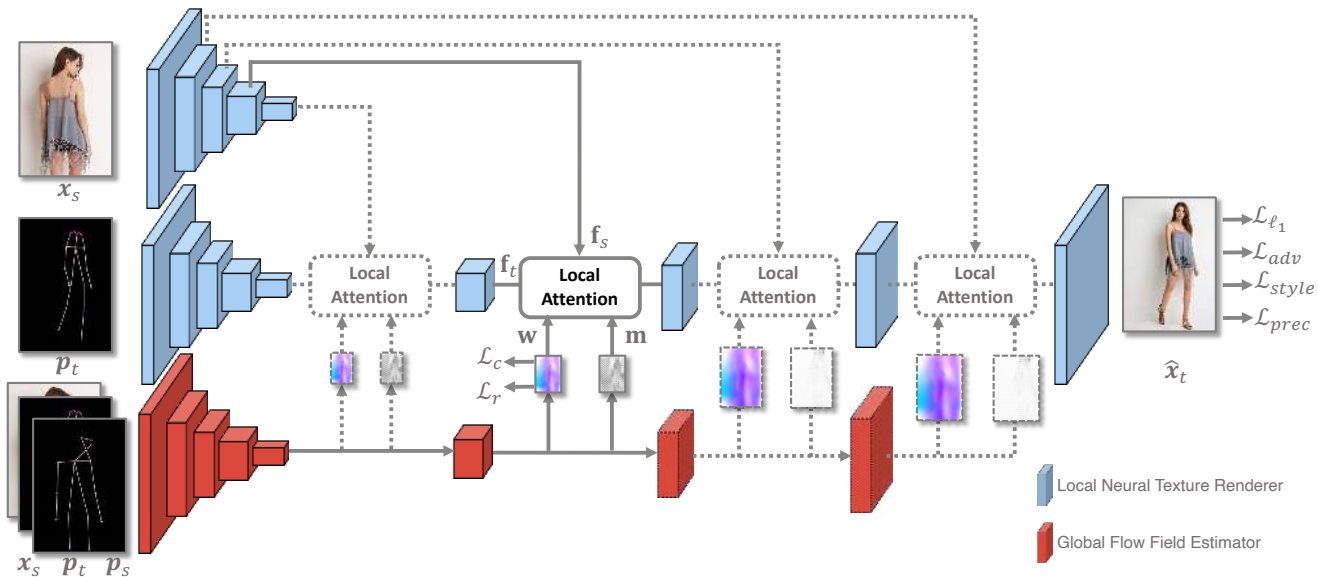 x_s
f_s
f_t
Local
Attention
Local
Attention
Local
Attention
Local
Attention
ℒ_ℓ1
ℒ_adv
ℒ_style
ℒ_prec
p_t
w
m
ℒ_c
ℒ_r
x̂_t
Local Neural Texture Renderer
Global Flow Field Estimator
x_s p_t p_s